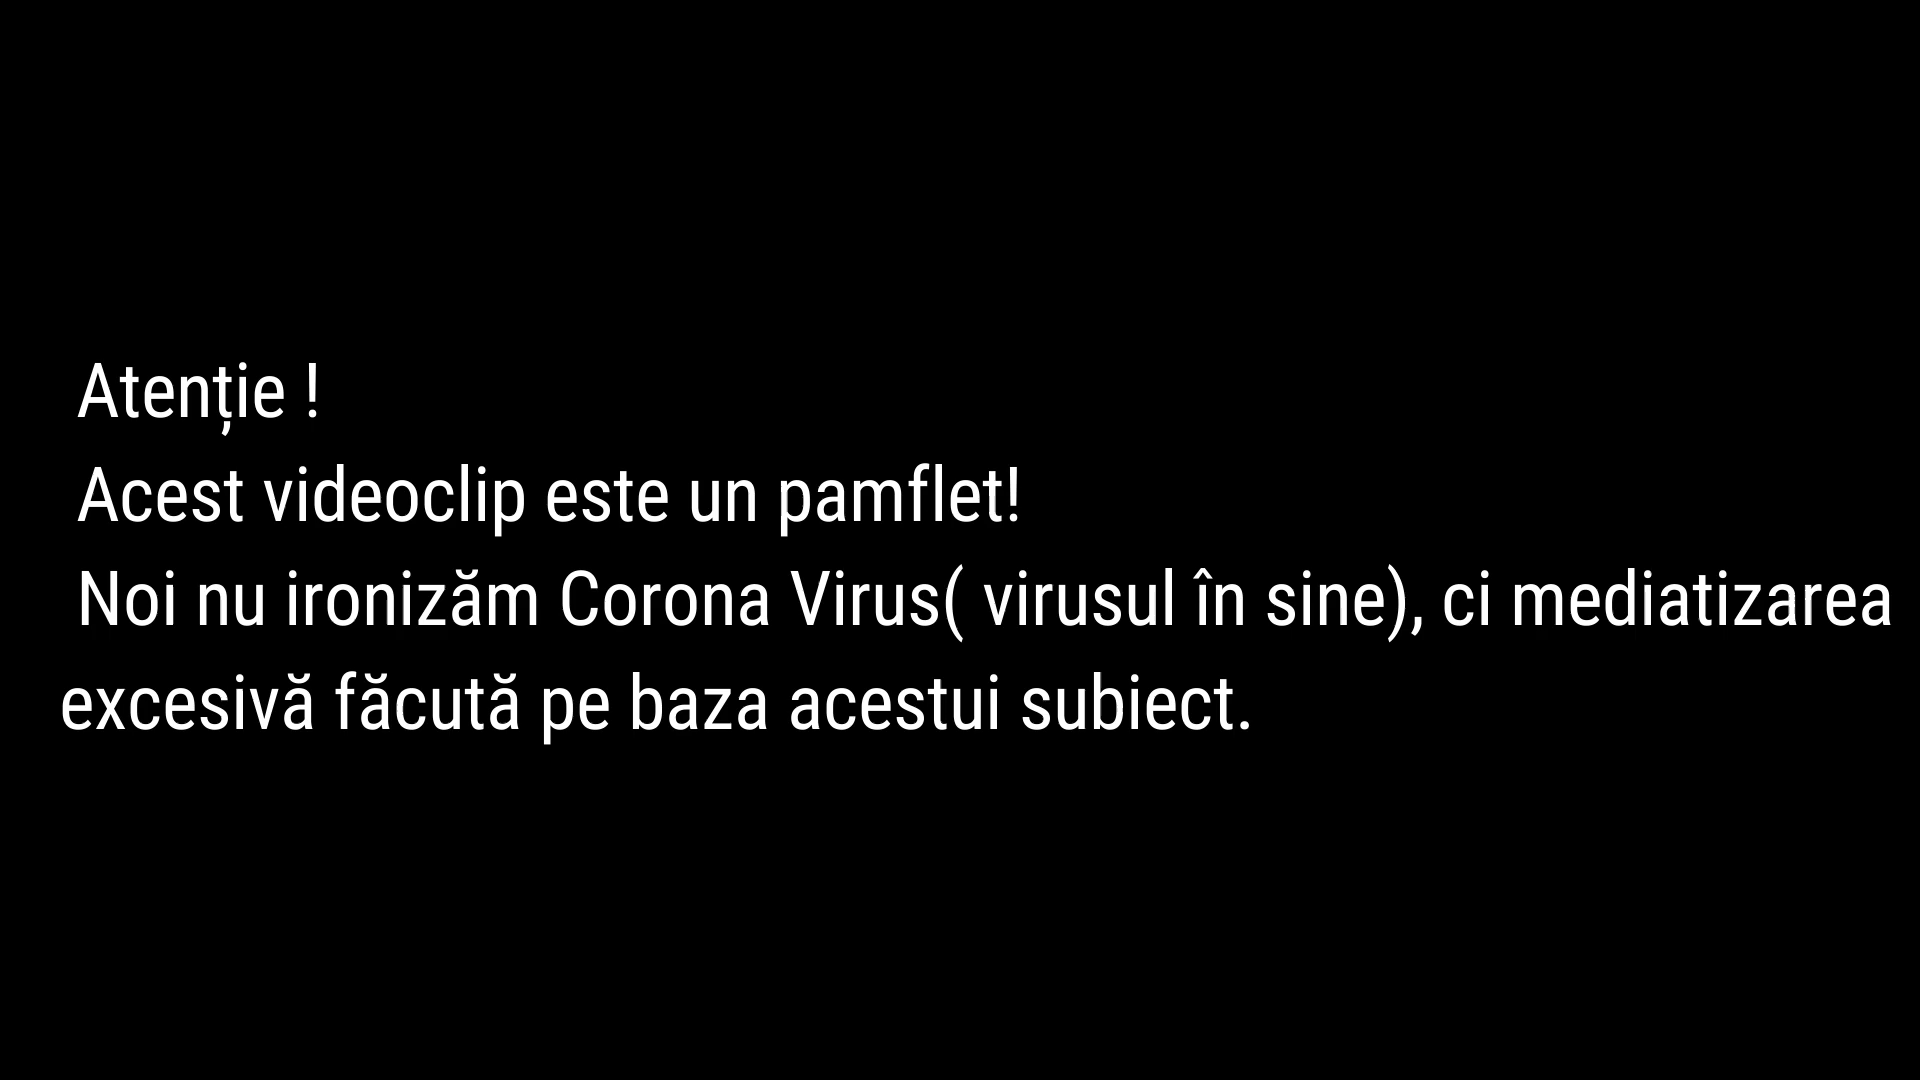 Atenție !
Acest videoclip este un pamflet!
Noi nu ironizăm Corona Virus( virusul în sine), ci mediatizarea
excesivă făcută pe baza acestui subiect.